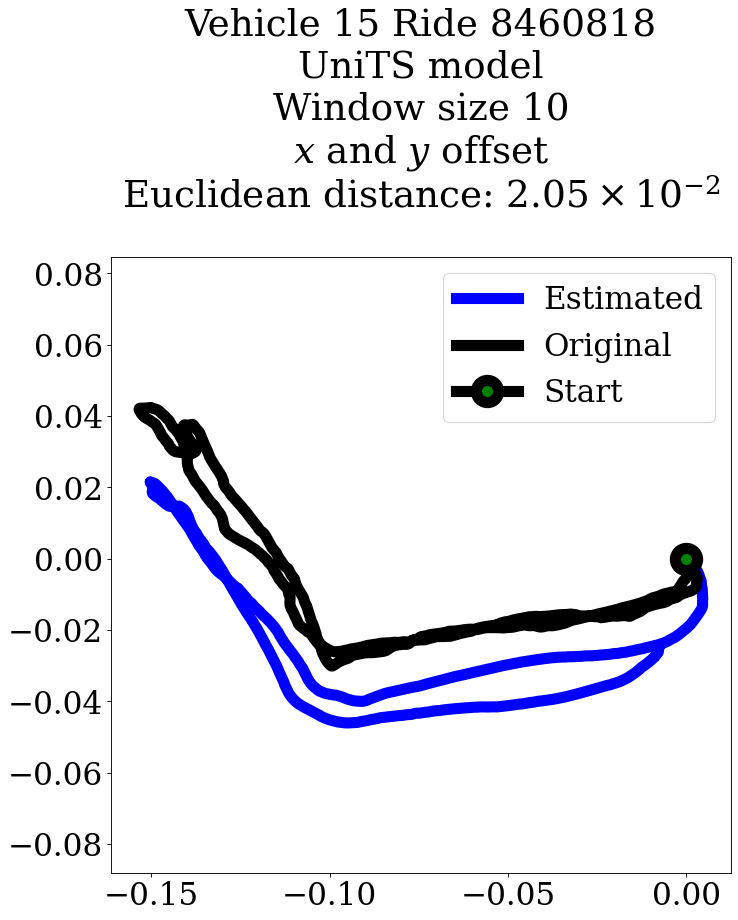 Vehicle 15 Ride 8460818
UniTS model
Window size 10
x and y offset
Euclidean distance: 2.05 × 10⁻²
Estimated
Original
Start
0.08
0.06
0.04
0.02
0.00
−0.02
−0.04
−0.06
−0.08
−0.15
−0.10
−0.05
0.00